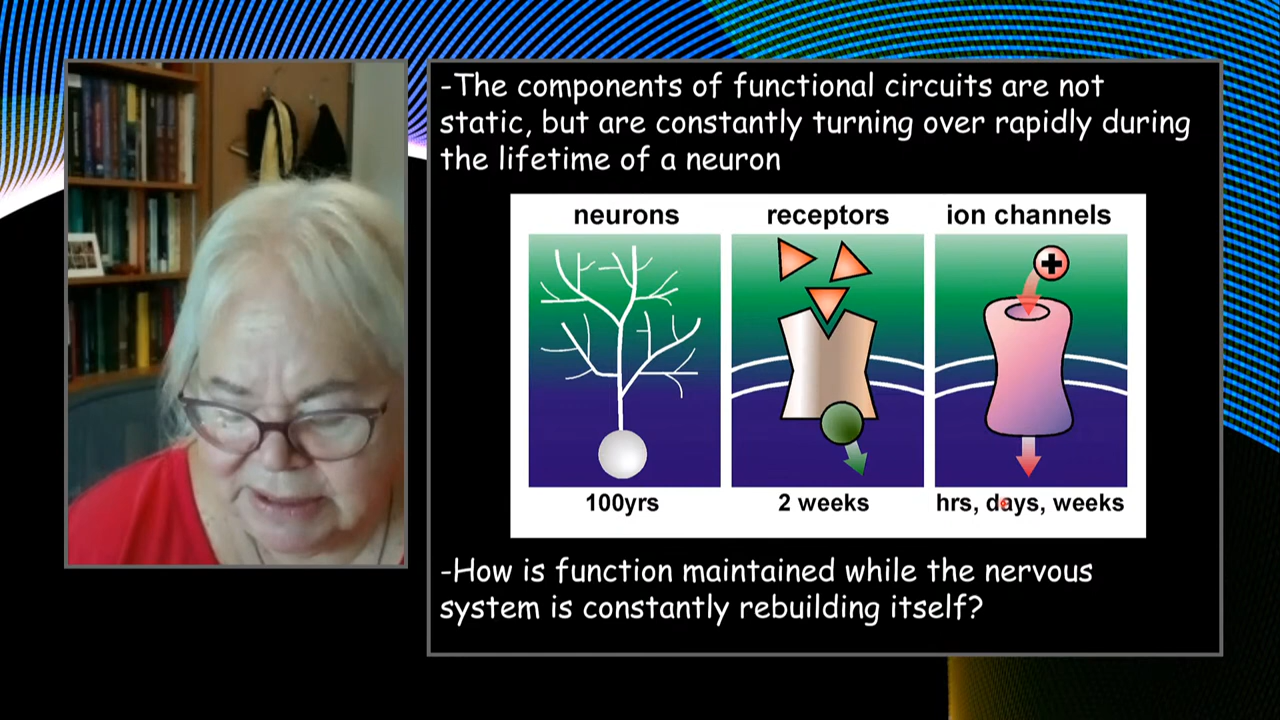 -The components of functional circuits are not
static, but are constantly turning over rapidly during
the lifetime of a neuron
neurons receptors ion channels
100yrs 2 weeks hrs, days, weeks
-How is function maintained while the nervous
system is constantly rebuilding itself?